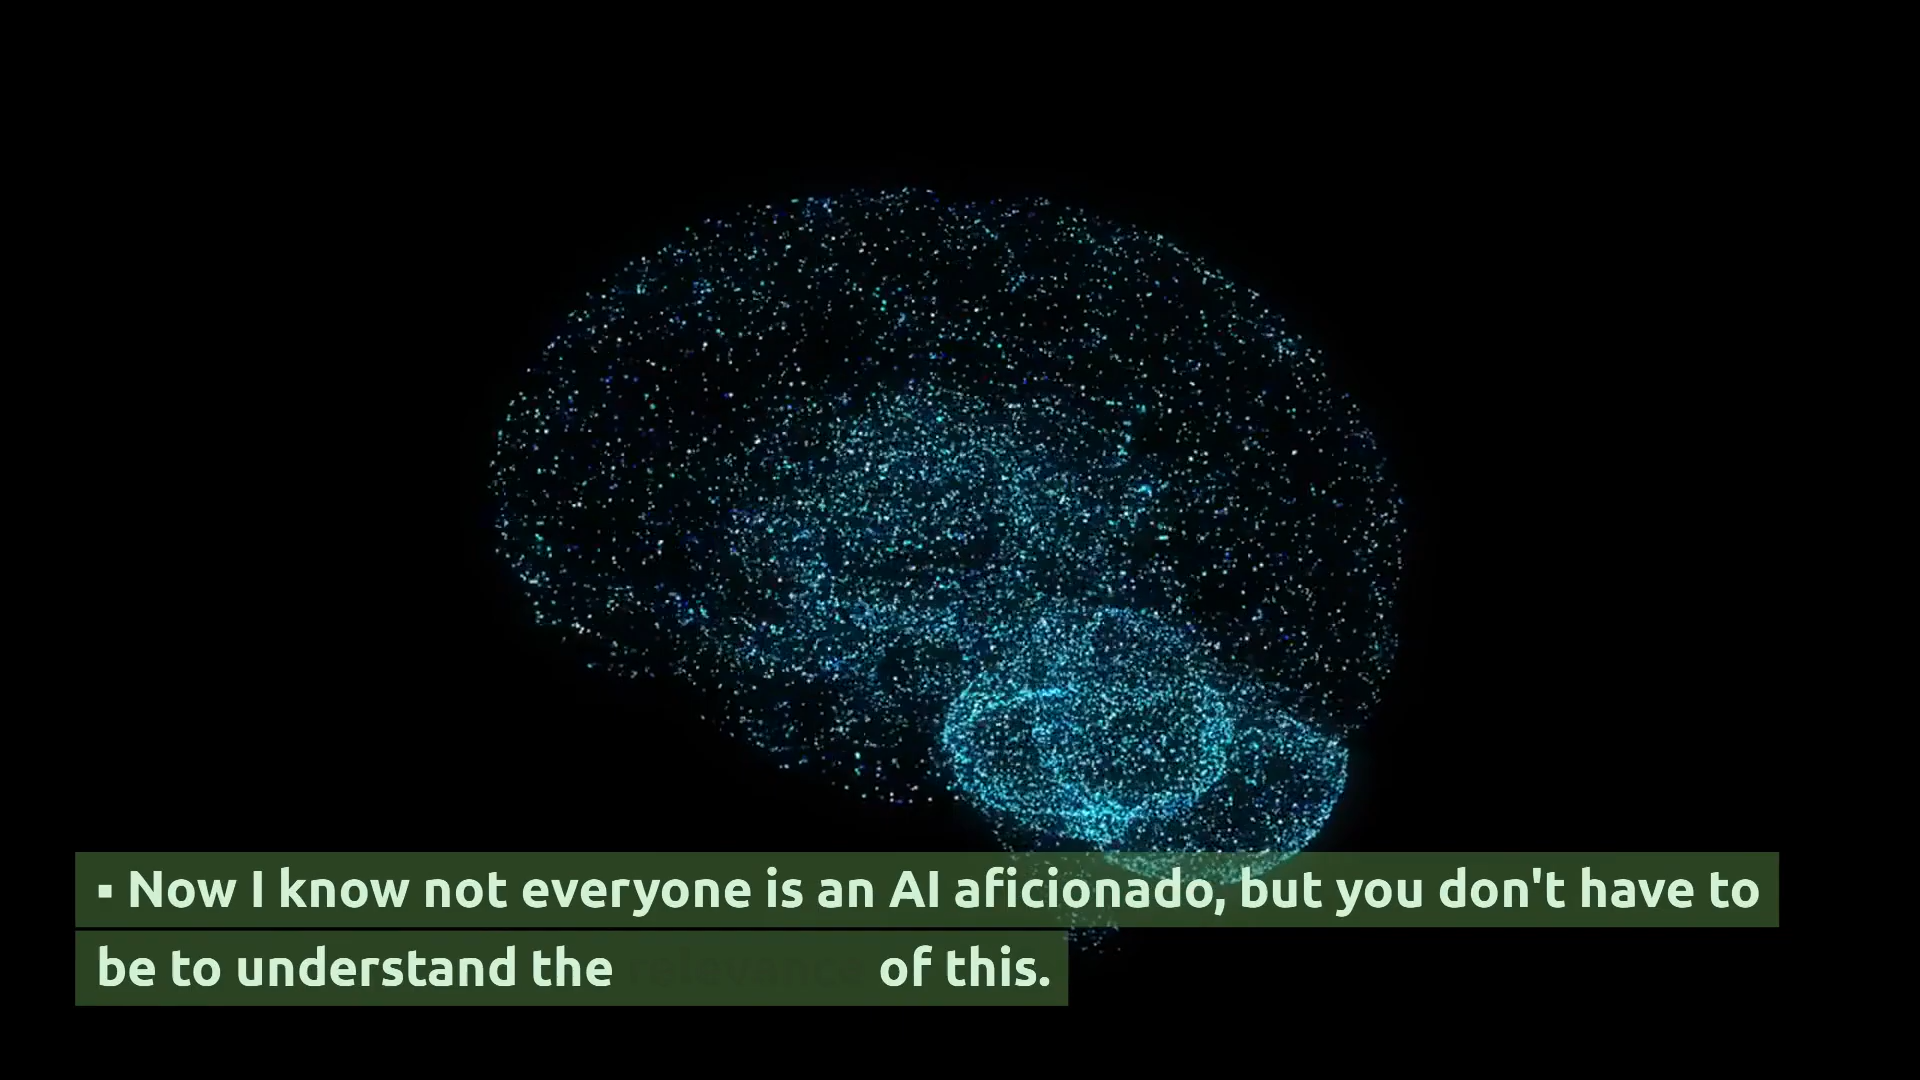 ▪ Now I know not everyone is an AI aficionado, but you don't have to
be to understand the relevance of this.